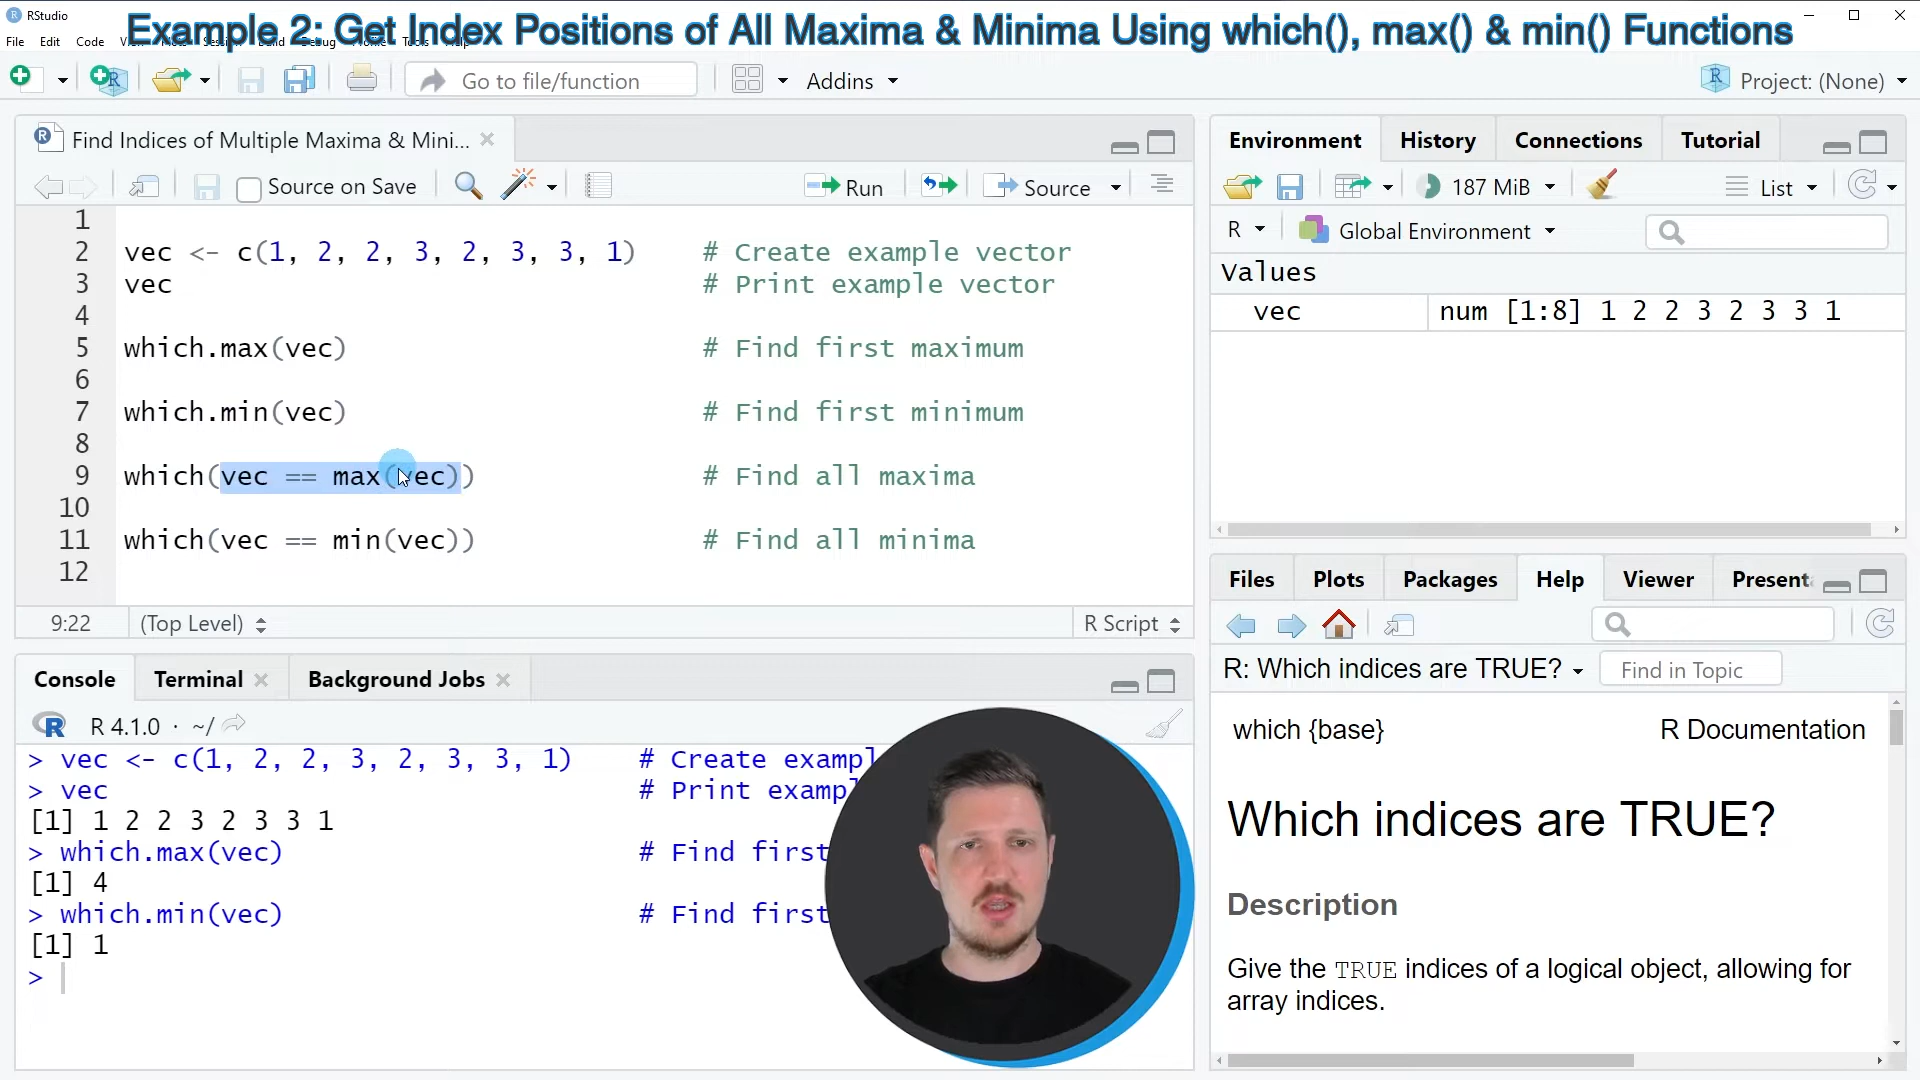 RStudio
Example 2: Get Index Positions of All Maxima & Minima Using which(), max() & min() Functions
File Edit Code
Go to file/function
Addins
Project: (None)
Find Indices of Multiple Maxima & Mini...
Source on Save
Run
Source
1
2 vec <- c(1, 2, 2, 3, 2, 3, 3, 1) # Create example vector
3 vec # Print example vector
4
5 which.max(vec) # Find first maximum
6
7 which.min(vec) # Find first minimum
8
9 which(vec == max(vec)) # Find all maxima
10
11 which(vec == min(vec)) # Find all minima
12
9:22 (Top Level) R Script
Console Terminal Background Jobs
R 4.1.0 · ~/
> vec <- c(1, 2, 2, 3, 2, 3, 3, 1) # Create exampl
> vec # Print exampl
[1] 1 2 2 3 2 3 3 1
> which.max(vec) # Find first
[1] 4
> which.min(vec) # Find first
[1] 1
>
Environment History Connections Tutorial
187 MiB
List
R Global Environment
Values
vec num [1:8] 1 2 2 3 2 3 3 1
Files Plots Packages Help Viewer Present
R: Which indices are TRUE? Find in Topic
which {base} R Documentation
Which indices are TRUE?
Description
Give the TRUE indices of a logical object, allowing for
array indices.